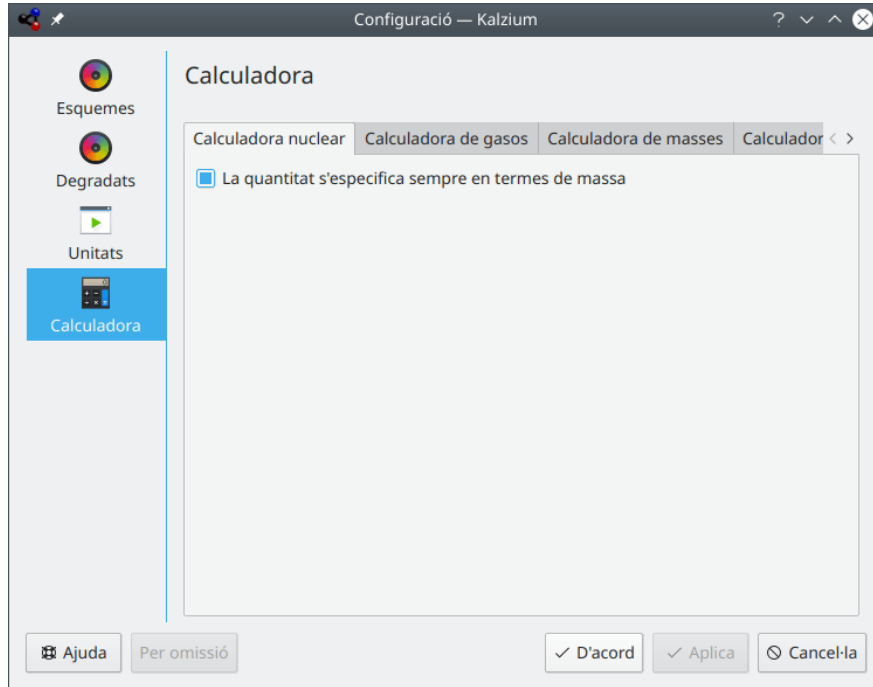 Configuració — Kalzium
Esquemes
Degradats
Unitats
Calculadora
Calculadora
Calculadora nuclear
Calculadora de gasos
Calculadora de masses
Calculador
La quantitat s'especifica sempre en termes de massa
Ajuda
Per omissió
D'acord
Aplica
Cancel·la